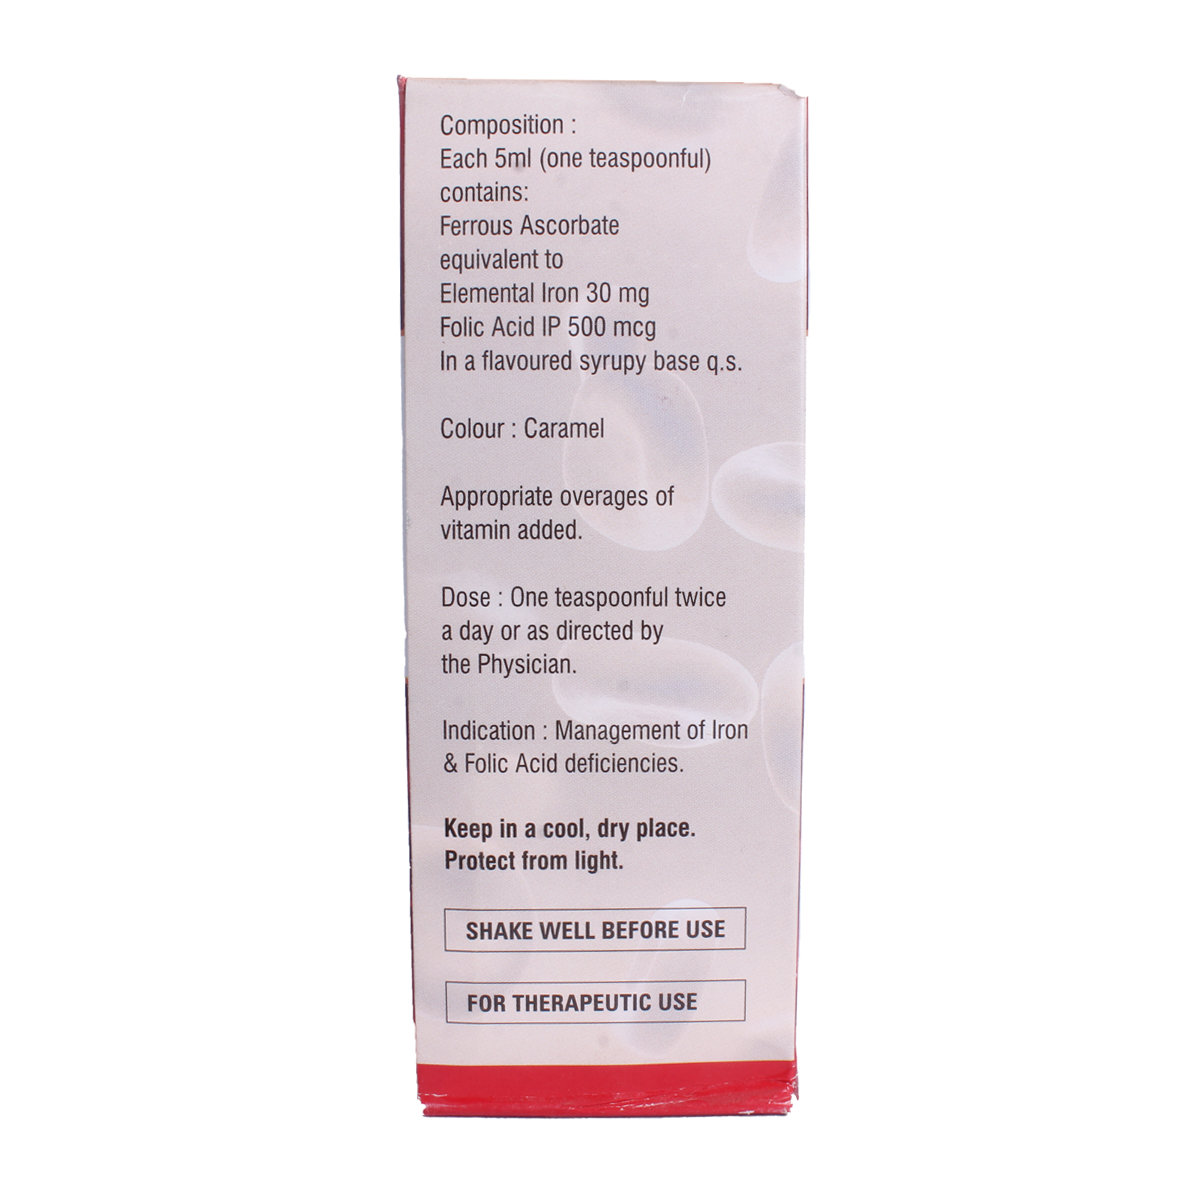 Composition :
Each 5ml (one teaspoonful)
contains:
Ferrous Ascorbate
equivalent to
Elemental Iron 30 mg
Folic Acid IP 500 mcg
In a flavoured syrupy base q.s.
Colour : Caramel
Appropriate overages of
vitamin added.
Dose : One teaspoonful twice
a day or as directed by
the Physician.
Indication : Management of Iron
& Folic Acid deficiencies.
Keep in a cool, dry place.
Protect from light.
SHAKE WELL BEFORE USE
FOR THERAPEUTIC USE